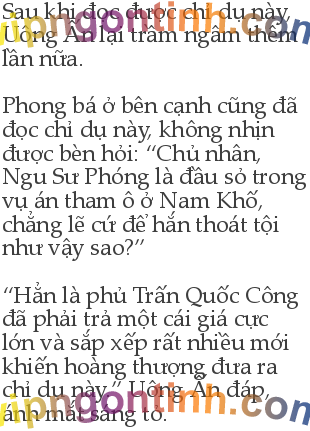 Sau khi đọc được chỉ dụ này,
Uông Ấn lại trầm ngâm thêm
lần nữa.
Phong bá ở bên cạnh cũng đã
đọc chỉ dụ này, không nhịn
được bèn hỏi: “Chủ nhân,
Ngu Sư Phóng là đầu sỏ trong
vụ án tham ô ở Nam Khố,
chẳng lẽ cứ để hắn thoát tội
như vậy sao?”
“Hẳn là phủ Trấn Quốc Công
đã phải trả một cái giá cực
lớn và sắp xếp rất nhiều mới
khiến hoàng thượng đưa ra
chỉ dụ này.” Uông Ấn đáp,
ánh mắt sáng tỏ.
vipngontinh.com
vipngontinh.com